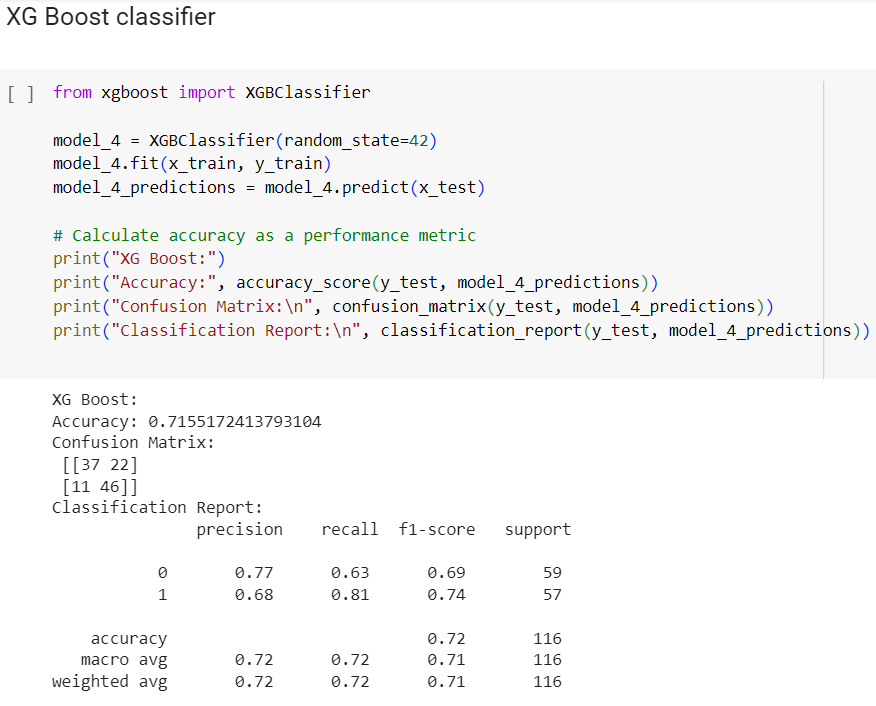 XG Boost classifier
[ ] from xgboost import XGBClassifier
model_4 = XGBClassifier(random_state=42)
model_4.fit(x_train, y_train)
model_4_predictions = model_4.predict(x_test)
# Calculate accuracy as a performance metric
print("XG Boost:")
print("Accuracy:", accuracy_score(y_test, model_4_predictions))
print("Confusion Matrix:\n", confusion_matrix(y_test, model_4_predictions))
print("Classification Report:\n", classification_report(y_test, model_4_predictions))
XG Boost:
Accuracy: 0.7155172413793104
Confusion Matrix:
[[37 22]
[11 46]]
Classification Report:
precision recall f1-score support
0 0.77 0.63 0.69 59
1 0.68 0.81 0.74 57
accuracy 0.72 116
macro avg 0.72 0.72 0.71 116
weighted avg 0.72 0.72 0.71 116